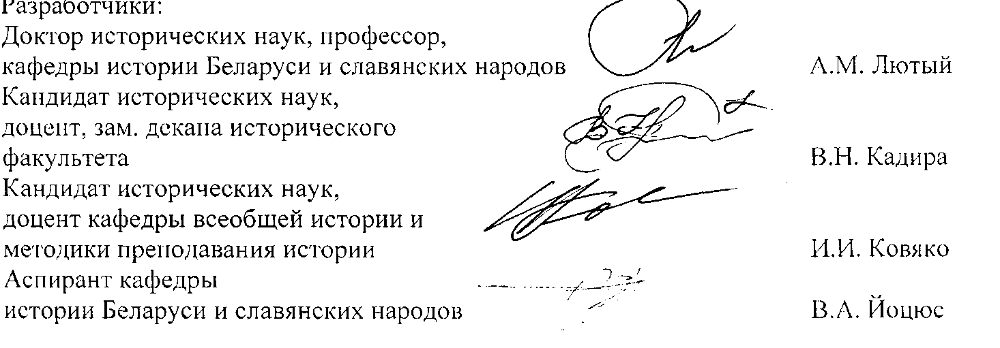 Разработчики:
Доктор исторических наук, профессор,
кафедры истории Беларуси и славянских народов А.М. Лютый
Кандидат исторических наук,
доцент, зам. декана исторического
факультета В.Н. Кадира
Кандидат исторических наук,
доцент кафедры всеобщей истории и
методики преподавания истории И.И. Ковяко
Аспирант кафедры
истории Беларуси и славянских народов В.А. Йоцюс